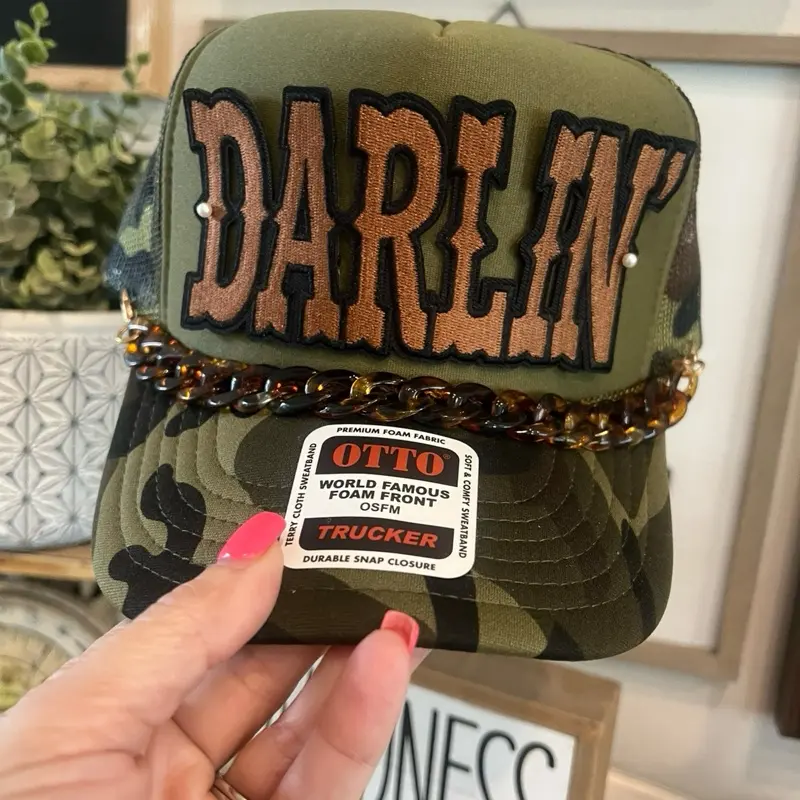 DARLIN'
PREMIUM FOAM FABRIC
TERRY CLOTH SWEATBAND
OTTO®
WORLD FAMOUS
FOAM FRONT
OSFM
TRUCKER
SOFT & COMFY SWEATBAND
DURABLE SNAP CLOSURE
NESS